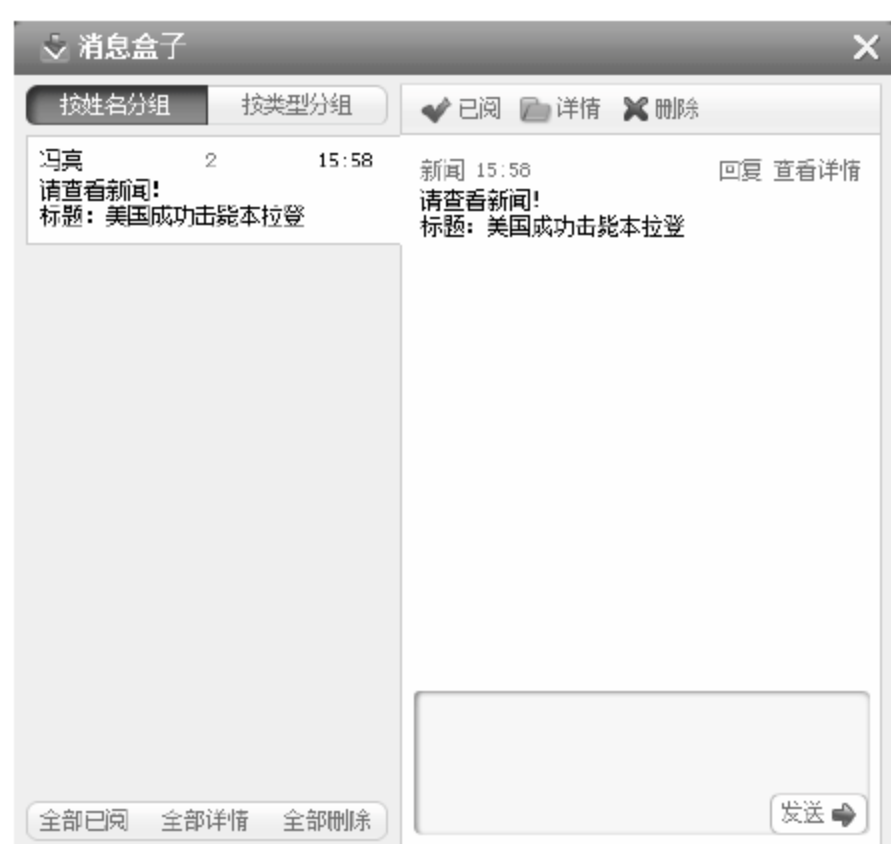 消息盒子
按姓名分组 按类型分组
冯亮 2 15:58
请查看新闻!
标题: 美国成功击毙本拉登
全部已阅 全部详情 全部删除
已阅 详情 删除
新闻 15:58 回复 查看详情
请查看新闻!
标题: 美国成功击毙本拉登
发送